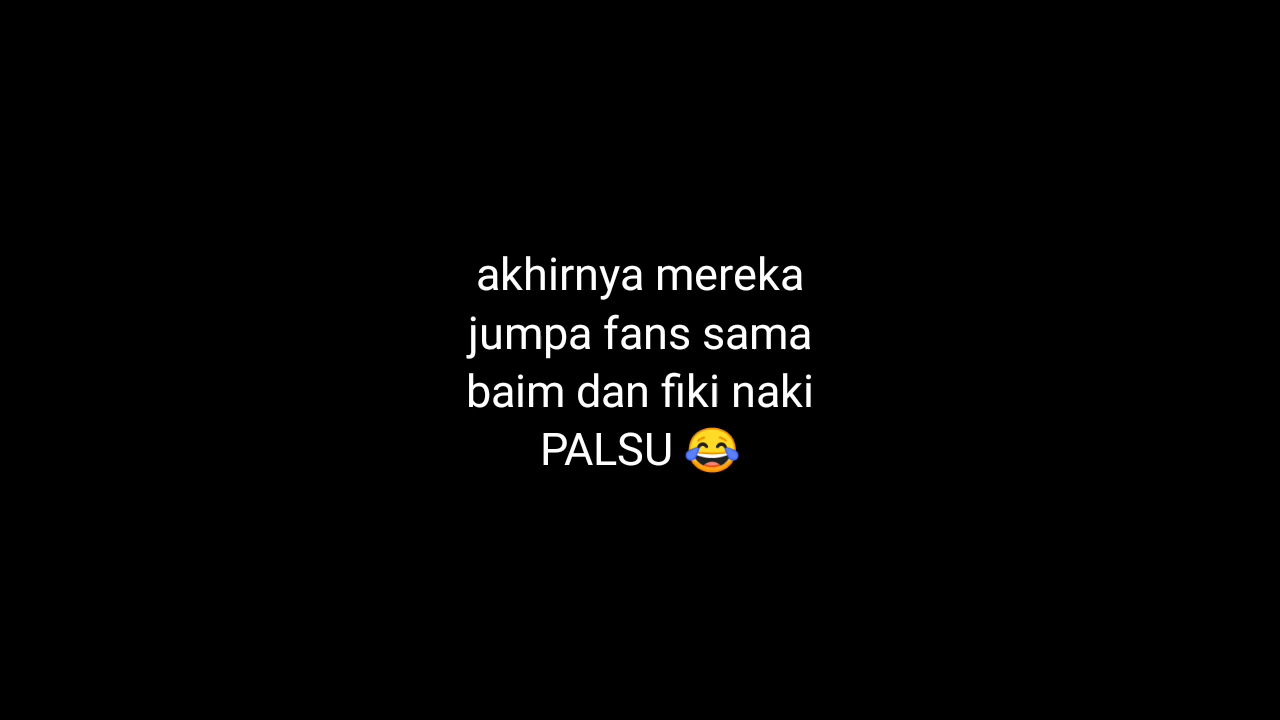 akhirnya mereka
jumpa fans sama
baim dan fiki naki
PALSU 😂